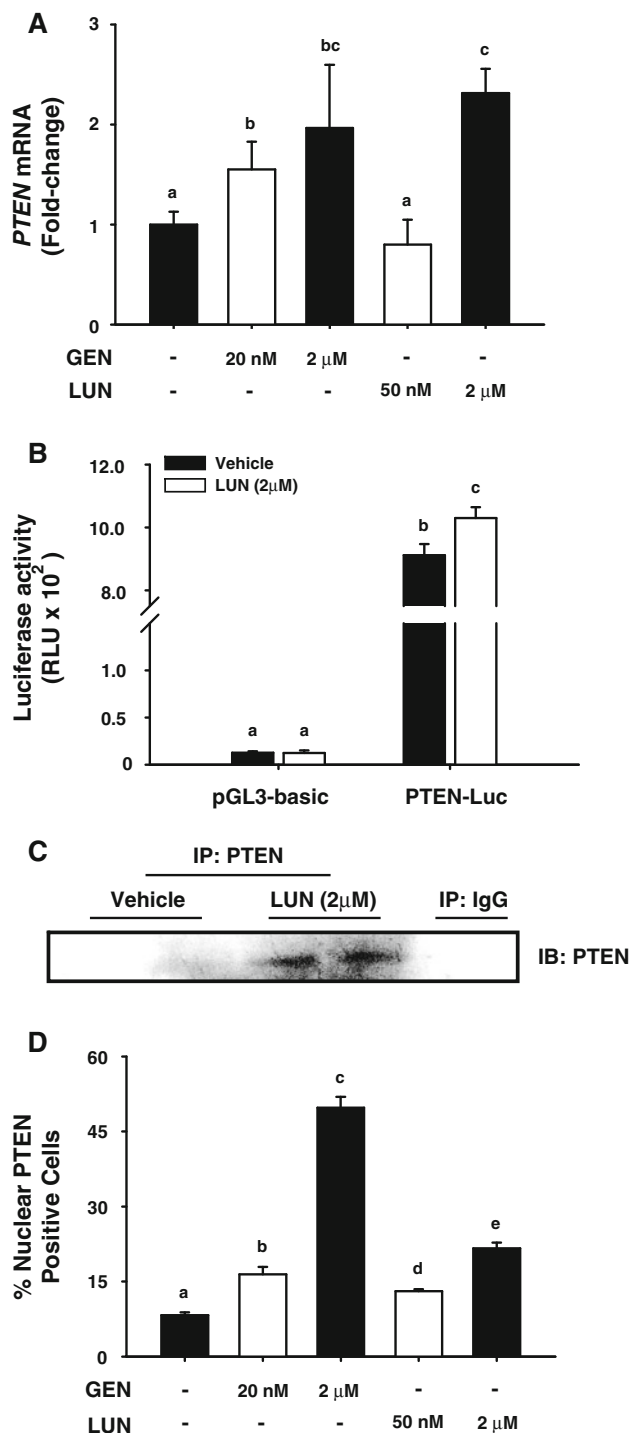 A
PTEN mRNA
(Fold-change)
3
2
1
0
a
b
bc
a
c
GEN - 20 nM 2 μM - -
LUN - - - 50 nM 2 μM
B
Luciferase activity
(RLU x 10²)
12.0
10.0
8.0
1.0
0.5
0
Vehicle
LUN (2μM)
a
a
b
c
pGL3-basic PTEN-Luc
C
IP: PTEN
Vehicle LUN (2μM) IP: IgG
IB: PTEN
D
% Nuclear PTEN
Positive Cells
60
45
30
15
0
a
b
c
d
e
GEN - 20 nM 2 μM - -
LUN - - - 50 nM 2 μM